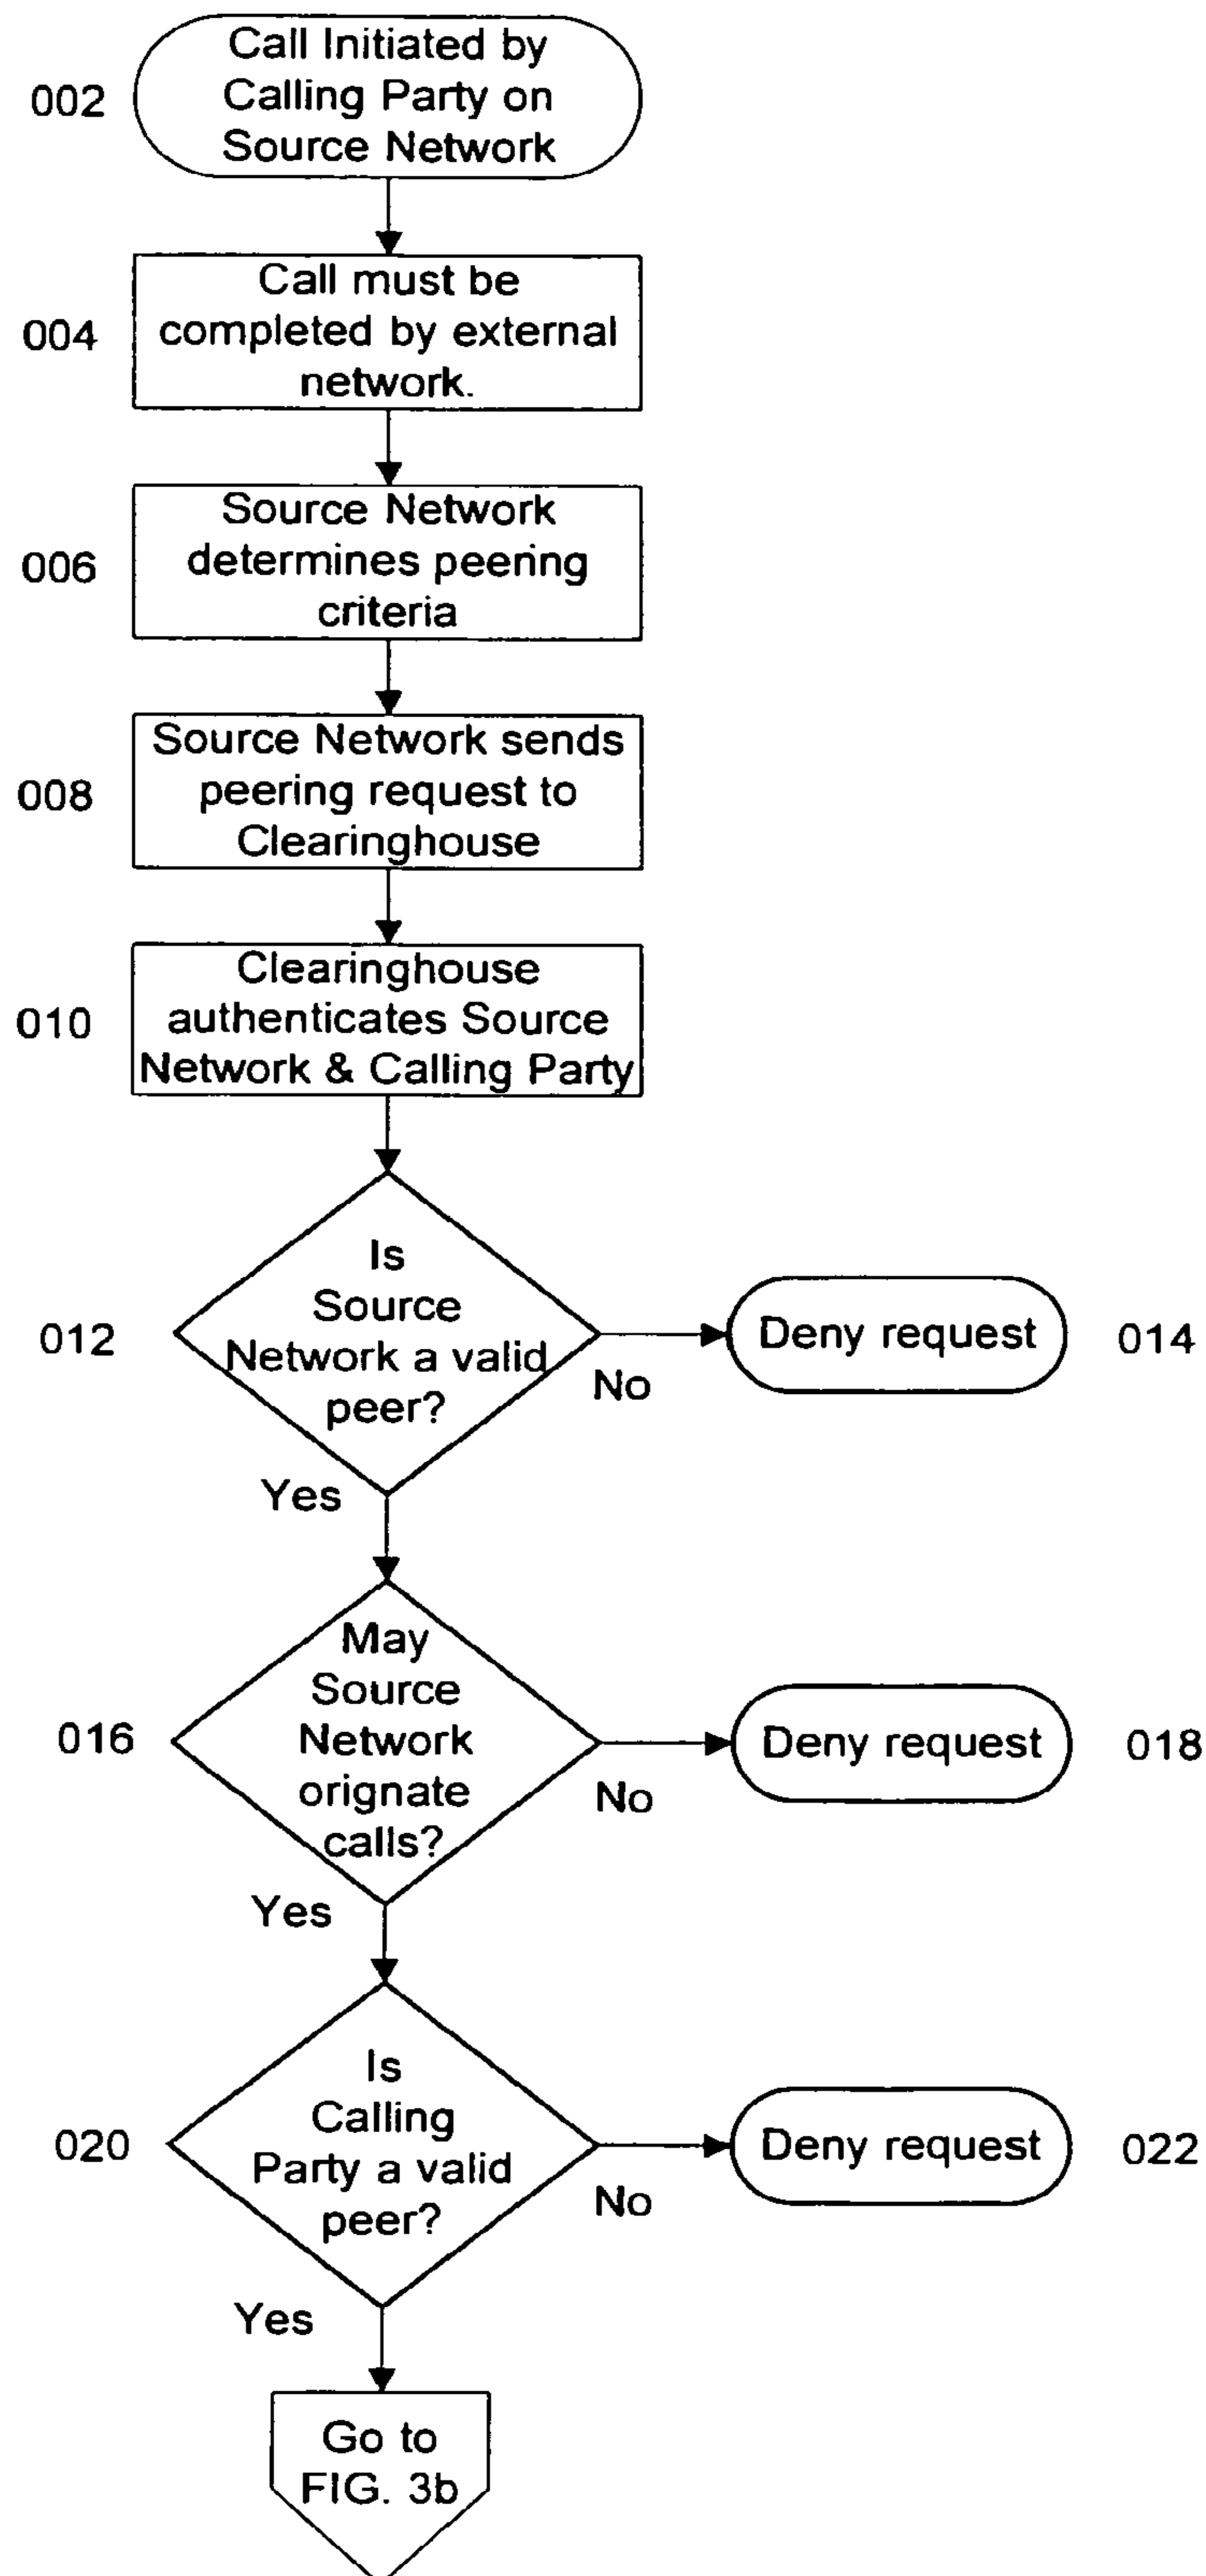 Call Initiated by
Calling Party on
Source Network
002
Call must be
completed by external
network.
004
Source Network
determines peering
criteria
006
Source Network sends
peering request to
Clearinghouse
008
Clearinghouse
authenticates Source
Network & Calling Party
010
Is
Source
Network a valid
peer?
012
No
Deny request
014
Yes
May
Source
Network
orignate
calls?
016
No
Deny request
018
Yes
Is
Calling
Party a valid
peer?
020
No
Deny request
022
Yes
Go to
FIG. 3b